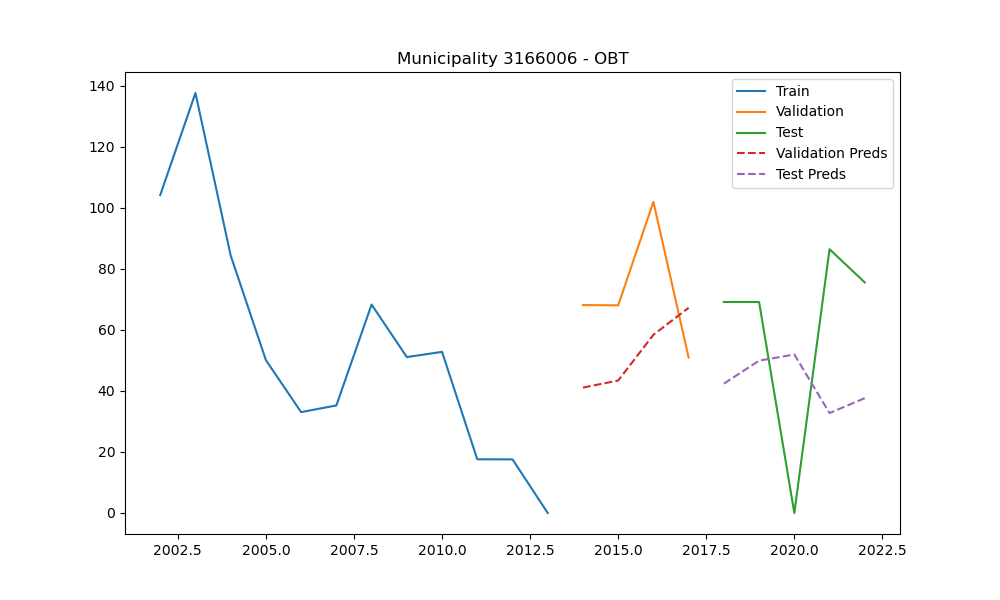 Municipality 3166006 - OBT
140
120
100
80
60
40
20
0
2002.5 2005.0 2007.5 2010.0 2012.5 2015.0 2017.5 2020.0 2022.5
Train
Validation
Test
Validation Preds
Test Preds